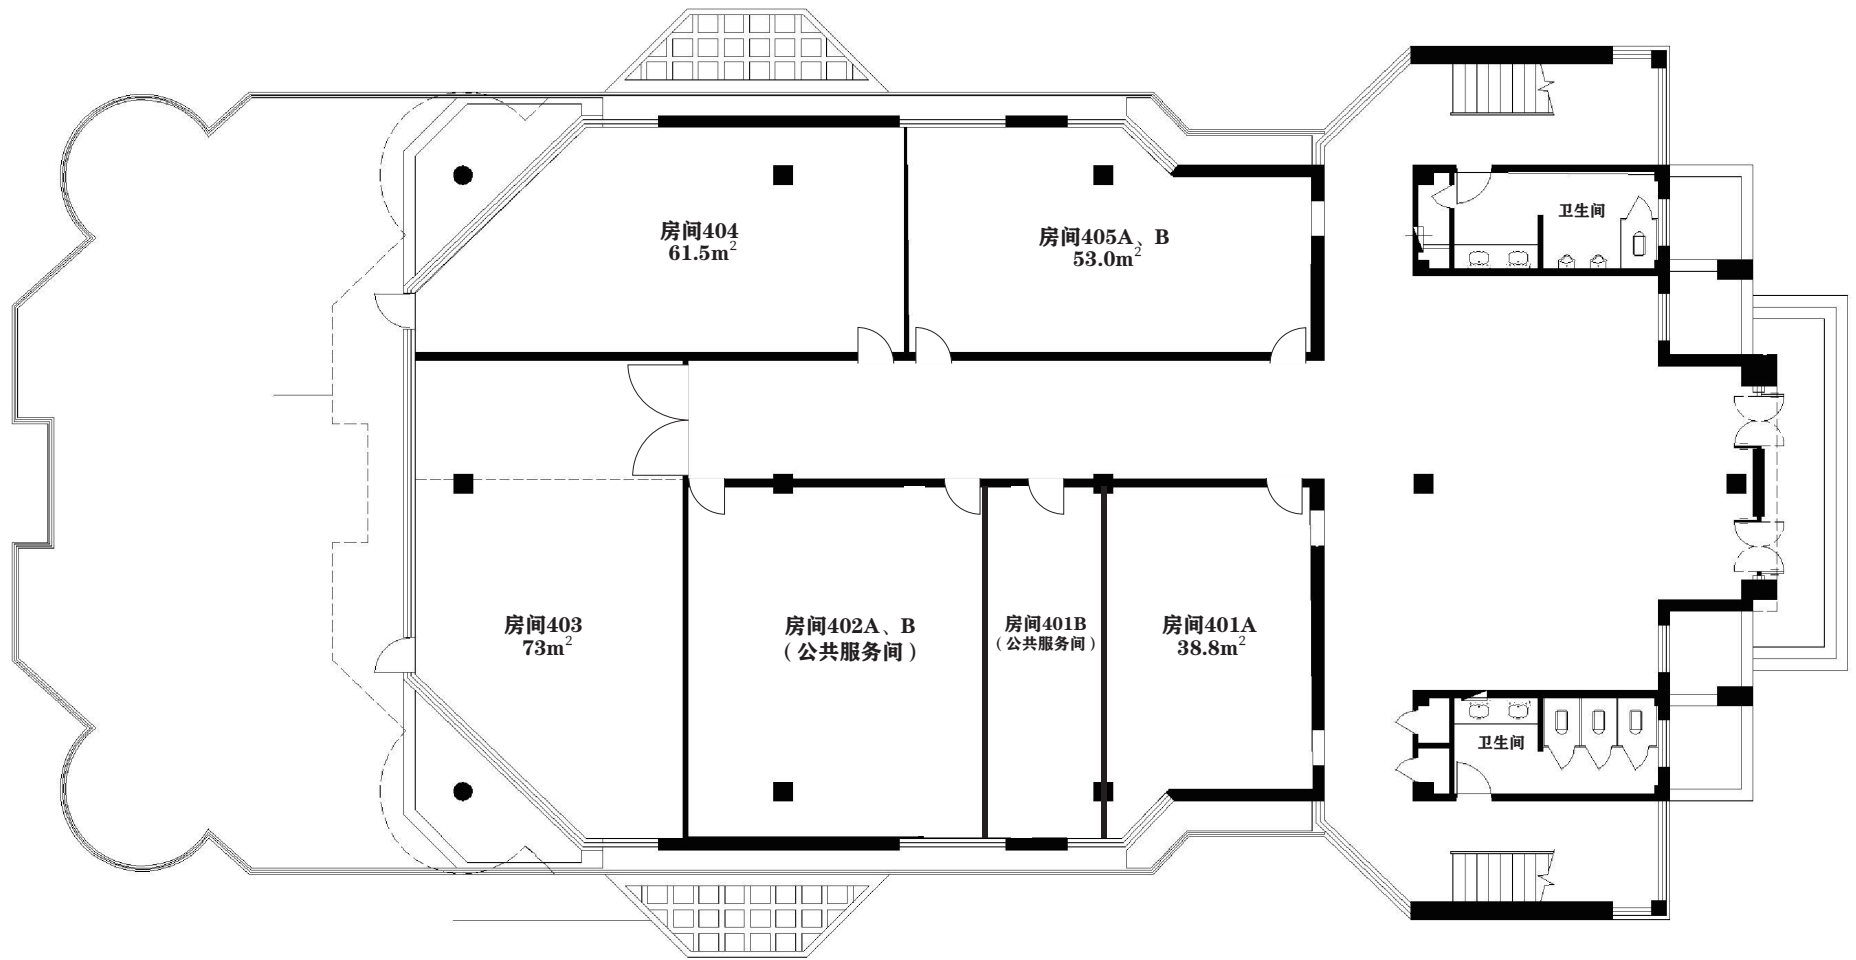 卫生间
房间404
61.5m²
房间405A、B
53.0m²
房间403
73m²
房间402A、B
（公共服务间）
房间401B
（公共服务间）
房间401A
38.8m²
卫生间